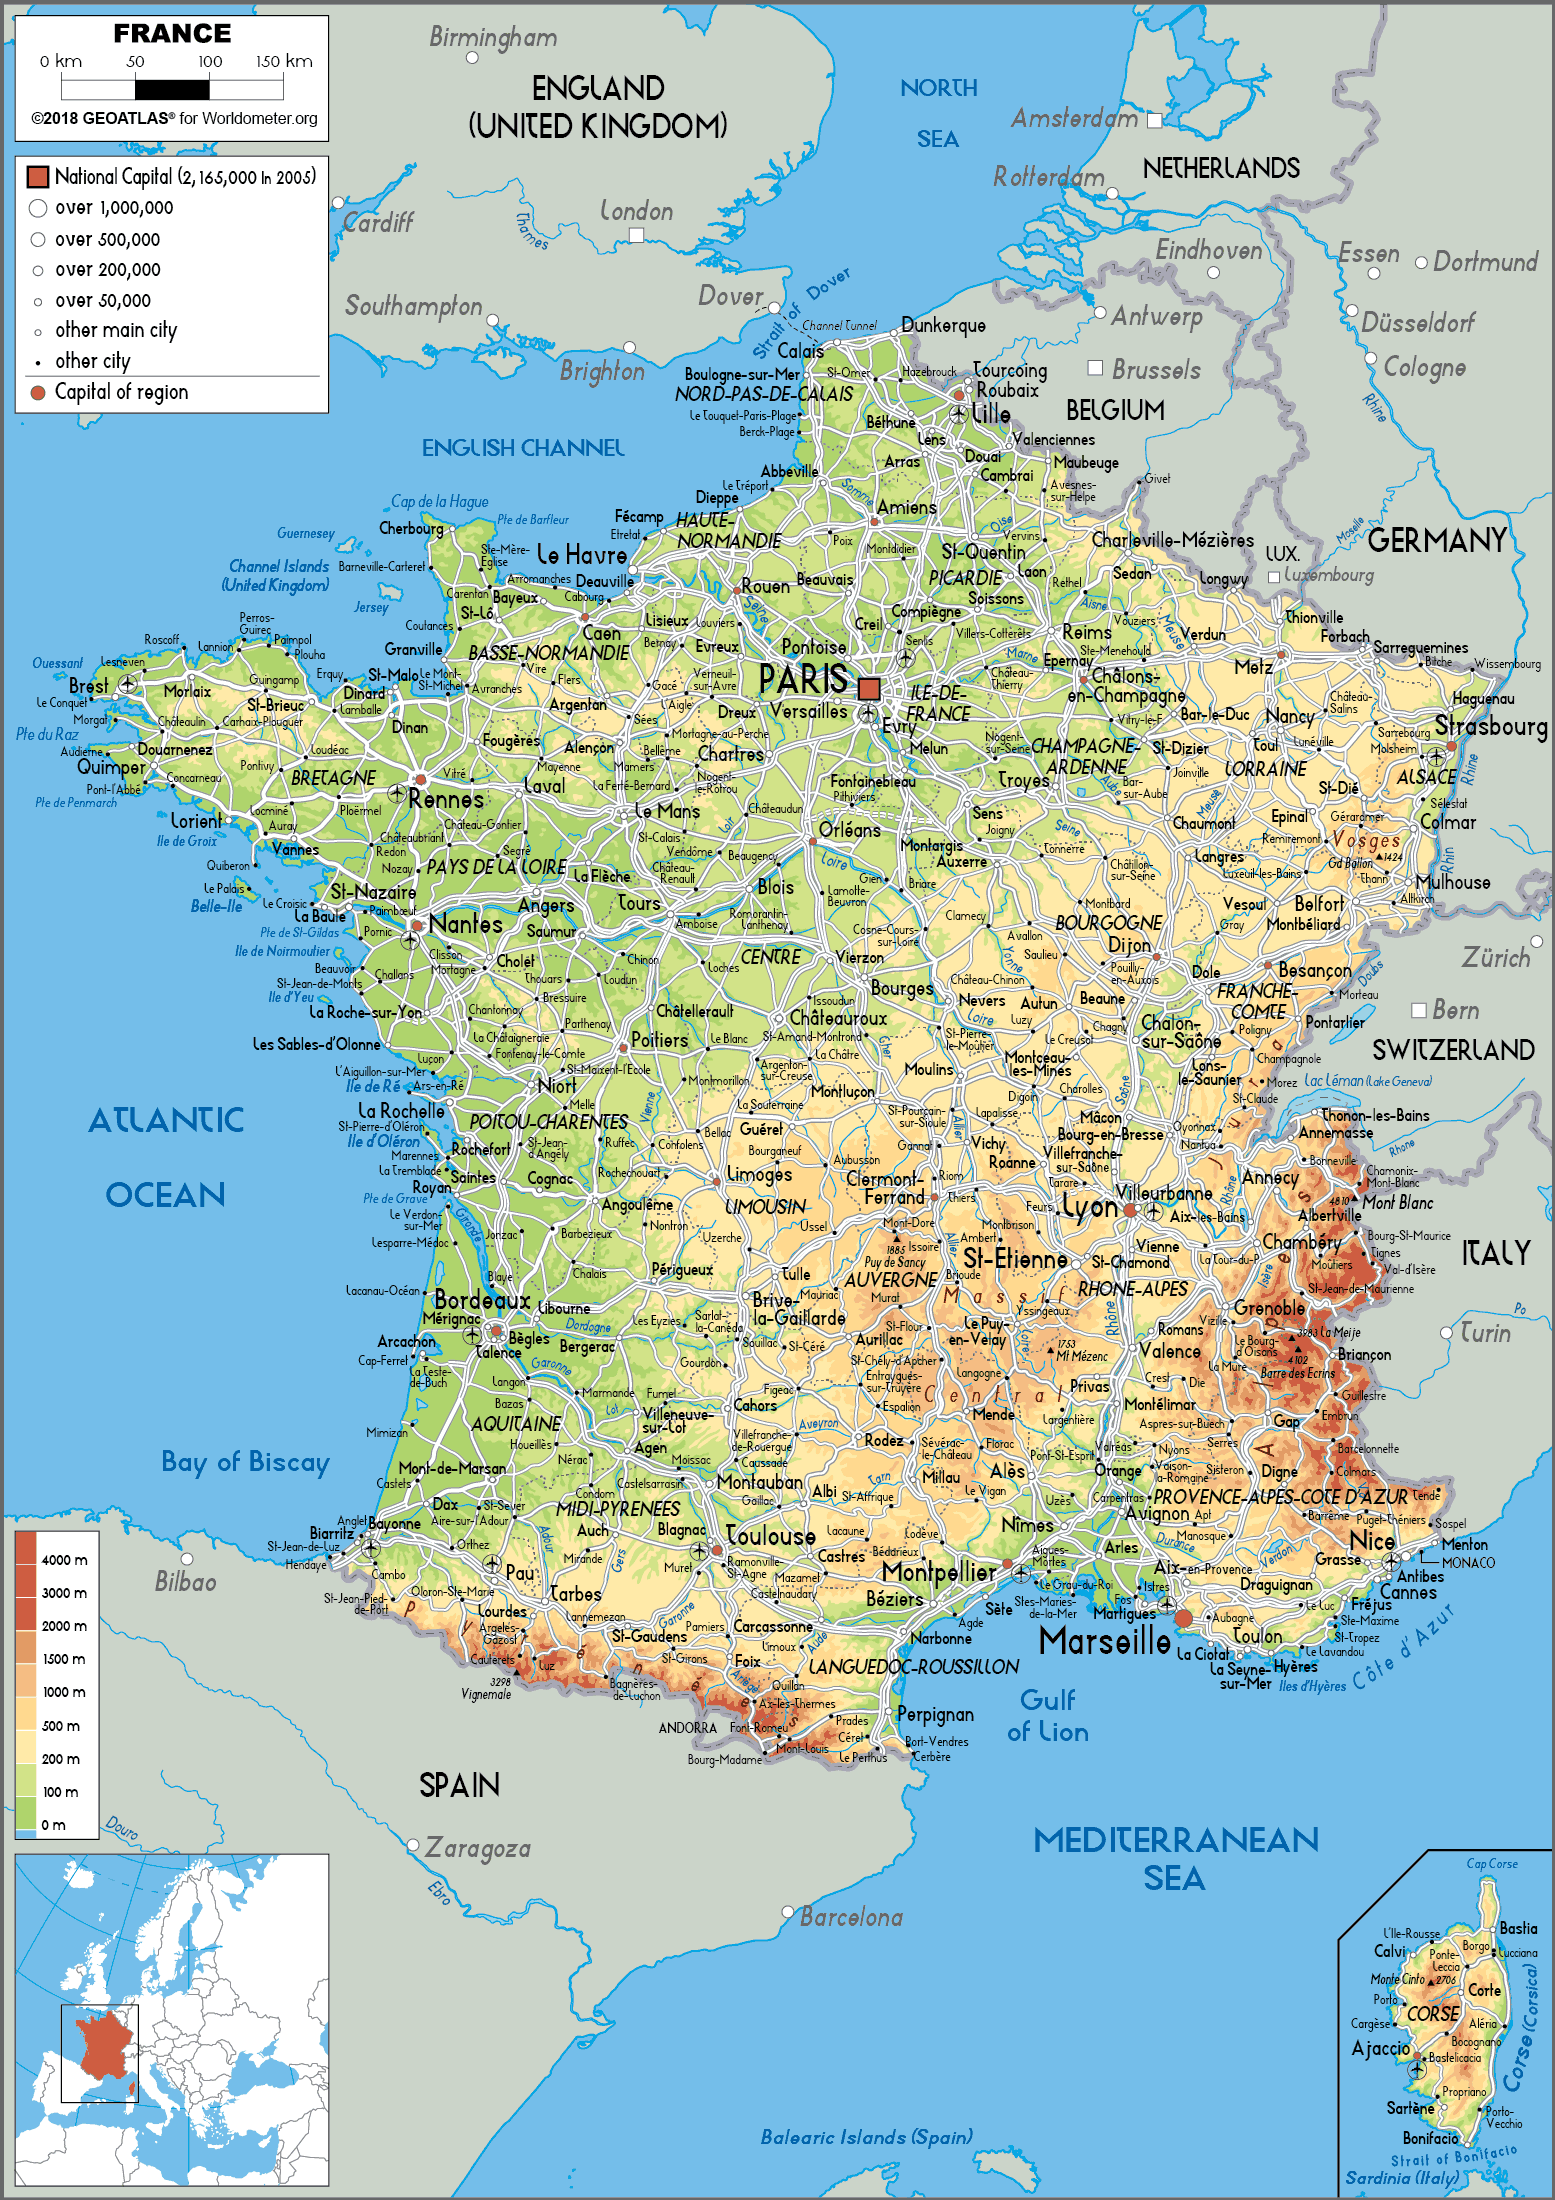 FRANCE
0 km 50 100 150 km
©2018 GEOATLAS® for Worldometer.org
National Capital (2,165,000 In 2005)
over 1,000,000
over 500,000
over 200,000
over 50,000
other main city
other city
Capital of region
Birmingham
ENGLAND
(UNITED KINGDOM)
NORTH
SEA
Amsterdam
NETHERLANDS
Rotterdam
Cardiff
London
Thames
Eindhoven
Essen
Dortmund
Southampton
Dover
Strait of Dover
Channel Tunnel
Dunkerque
Antwerp
Düsseldorf
Brighton
Calais
Brussels
Cologne
Boulogne-sur-Mer
St-Omer
Hazebrouck
Tourcoing
Roubaix
NORD-PAS-DE-CALAIS
Lille
BELGIUM
Rhine
Le Touquet-Paris-Plage
Berck-Plage
Béthune
Lens
Valenciennes
ENGLISH CHANNEL
Douai
Arras
Maubeuge
Abbeville
Cambrai
Avesnes-
sur-Helpe
Givet
Le Tréport
Dieppe
Somme
Amiens
Cap de la Hague
Pte de Barfleur
Cherbourg
Fécamp
Etretat
HAUTE-
NORMANDIE
Poix
Montdidier
Oise
Vervins
St-Quentin
Charleville-Mézières
Moselle
GERMANY
Guernesey
Channel Islands
(United Kingdom)
Barneville-Carteret
Ste-Mère-
Eglise
Le Havre
LUX.
Luxembourg
Jersey
Carentan
Arromanches
Deauville
Bayeux
Cabourg
Rouen
Beauvais
PICARDIE
Laon
Rethel
Sedan
Longwy
St-Lô
Caen
Lisieux
Louviers
Seine
Compiègne
Soissons
Aisne
Vouziers
Meuse
Thionville
Coutances
Creil
Senlis
Villers-Cotterêts
Reims
Verdun
Forbach
Sarreguemines
Perros-
Guirec
Paimpol
Roscoff
Lannion
Plouha
Granville
BASSE-NORMANDIE
Bernay
Evreux
Pontoise
Marne
Epernay
Ste-Menehould
Metz
Bitche
Wissembourg
Ouessant
Lesneven
Brest
Morlaix
Guingamp
Erquy
St-Malo
Le Mont-
St-Michel
Vire
Flers
Gacé
Verneuil-
sur-Avre
PARIS
ILE-DE-
FRANCE
Château-
Thierry
Châlons-
en-Champagne
Château-
Salins
Haguenau
Le Conquet
Morgat
St-Brieuc
Dinard
Lamballe
Avranches
Argentan
Aigle
Dreux
Versailles
Vitry-le-F.
Bar-le-Duc
Nancy
Strasbourg
Pte du Raz
Châteaulin
Carhaix-Plouguer
Dinan
Sées
Evry
Nogent-
sur-Seine
CHAMPAGNE-
ARDENNE
St-Dizier
Toul
Lunéville
Sarrebourg
Molsheim
Audierne
Douarnenez
Loudéac
Fougères
Alençon
Mortagne-au-Perche
Bellême
Chartres
Melun
Quimper
Concarneau
Pontivy
BRETAGNE
Vitré
Mayenne
Mamers
Nogent-
le-Rotrou
Fontainebleau
Troyes
Joinville
LORRAINE
St-Dié
ALSACE
Rhine
Pont-l'Abbé
Pte de Penmarch
Rennes
Laval
La Ferté-Bernard
Pithiviers
Aube
Bar-
sur-Aube
Meuse
Sélestat
Lorient
Locminé
Ploërmel
Le Mans
Châteaudun
Sens
Chaumont
Epinal
Gérardmer
Colmar
Ile de Groix
Auray
Châteaubriant
Château-Gontier
St-Calais
Loir
Orléans
Joigny
Seine
Remiremont
Vosges
Vannes
Redon
Segré
Vendôme
Montargis
Tonnerre
Langres
Gd Ballon 1424
Rhin
Quiberon
Nozay
PAYS DE LA LOIRE
La Flèche
Château-
Renault
Beaugency
Loire
Auxerre
Châtillon-
sur-Seine
Luxeuil-les-Bains
Thann
Mulhouse
Le Palais
Belle-Ile
St-Nazaire
Gien
Briare
Le Croisic
La Baule
Paimbœuf
Angers
Tours
Blois
Lamotte-
Beuvron
Montbard
Vesoul
Belfort
Altkirch
Pte de St-Gildas
Pornic
Nantes
Saumur
Amboise
Romorantin-
Lanthenay
Cosne-Cours-
sur-Loire
Clamecy
Avallon
BOURGOGNE
Gray
Montbéliard
Ile de Noirmoutier
Clisson
Mortagne
Cholet
Chinon
CENTRE
Vierzon
Yonne
Saulieu
Dijon
Zürich
Beauvoir
St-Jean-de-Monts
Challans
Thouars
Loudun
Loches
Château-Chinon
Pouilly-
en-Auxois
Dole
Besançon
Doubs
Ile d'Yeu
Bressuire
Issoudun
Bourges
Nevers
Autun
Beaune
FRANCHE-
COMTE
Morteau
Bern
La Roche-sur-Yon
Chantonnay
Parthenay
Châtellerault
Châteauroux
Loire
Luzy
Chagny
Chalon-
sur-Saône
Poligny
Pontarlier
Les Sables-d'Olonne
La Châtaigneraie
Fontenay-le-Comte
Poitiers
Le Blanc
St-Amand-Montrond
Cher
St-Pierre-
le-Moûtier
Le Creusot
SWITZERLAND
Luçon
St-Maixent-l'Ecole
La Châtre
Montceau-
les-Mines
Champagnole
L'Aiguillon-sur-Mer
Argenton-
sur-Creuse
Moulins
Lons-
le-Saunier
Morez
Lac Léman (Lake Geneva)
Ile de Ré
Ars-en-Ré
Niort
Montmorillon
Montluçon
Digoin
Charolles
Saône
St-Claude
ATLANTIC
OCEAN
La Rochelle
Melle
Vienne
La Souterraine
St-Pourcain-
sur-Sioule
Lapalisse
Mâcon
Thonon-les-Bains
St-Pierre-d'Oléron
Ile d'Oléron
POITOU-CHARENTES
Guéret
Allier
Bourg-en-Bresse
Oyonnax
Annemasse
Rhone
Marennes
Rochefort
St-Jean-
d'Angély
Ruffec
Confolens
Bellac
Gannat
Vichy
Roanne
Villefranche-
sur-Saône
Nantua
Jura
Bonneville
La Tremblade
Saintes
Rochechouart
Bourganeuf
Aubusson
Riom
Tarare
Annecy
Chamonix-
Mont-Blanc
Royan
Cognac
Limoges
Clermont-
Ferrand
Thiers
Villeurbanne
Rhône
4810
Mont Blanc
Pte de Grave
Gironde
Angoulême
LIMOUSIN
Feurs
Lyon
Aix-les-Bains
Albertville
Le Verdon-
sur-Mer
Nontron
Ussel
Mont-Dore
Montbrison
Bourg-St-Maurice
Lesparre-Médoc
Jonzac
Barbezieux
Uzerche
1885
Puy de Sancy
Issoire
Allier
Ambert
St-Etienne
Vienne
La Tour-du-P.
Chambéry
Tignes
ITALY
Blaye
Chalais
Périgueux
Tulle
AUVERGNE
Brioude
St-Chamond
Isère
Moûtiers
Val-d'Isère
Lacanau-Océan
Bordeaux
Libourne
Brive-
la-Gaillarde
Mauriac
Murat
Massif
Yssingeaux
RHONE-ALPES
Rhône
St-Jean-de-Maurienne
Po
Mérignac
Dordogne
Les Eyzies
Sarlat-
la-Canéda
St-Flour
Le Puy-
en-Velay
Loire
Romans
Grenoble
Vizille
3983 La Meije
Turin
Arcachon
Bègles
Talence
Bergerac
Souillac
St-Céré
Aurillac
1753
Mt Mézenc
Valence
Le Bourg-
d'Oisans
4102
Barre des Ecrins
Briançon
Cap-Ferret
La Teste-
de-Buch
Garonne
Gourdon
St-Chély-d'Apcher
Langogne
La Mure
Langon
Marmande
Fumel
Figeac
Entraygues-
sur-Truyère
Central
Privas
Crest
Die
Guillestre
Bazas
Lot
Cahors
Espalion
Mende
Largentière
Montélimar
Aspres-sur-Buëch
Gap
Embrun
Mimizan
AQUITAINE
Villeneuve-
sur-Lot
Aveyron
Alpes
Houeillès
Agen
Villefranche-
de-Rouergue
Rodez
Sévérac-
le-Château
Florac
Pont-St-Esprit
Valréas
Nyons
Serres
Barcelonnette
Bay of Biscay
Nérac
Moissac
Caussade
Vaison-
la-Romaine
Sisteron
Mont-de-Marsan
Castets
Castelsarrasin
Montauban
Tarn
Millau
Alès
Orange
Digne
Colmars
Condom
Gaillac
Albi
St-Affrique
Le Vigan
Uzès
Carpentras
PROVENCE-ALPES-COTE D'AZUR
Tende
Dax
St-Sever
Aire-sur-l'Adour
MIDI-PYRENEES
Avignon
Apt
Barrême
Puget-Théniers
Sospel
Anglet
Biarritz
Bayonne
Adour
Auch
Blagnac
Toulouse
Lacaune
Lodève
Nîmes
Durance
Manosque
Nice
Menton
St-Jean-de-Luz
Hendaye
Orthez
Mirande
Gers
Muret
Ramonville-
St-Agne
Castres
Bédarieux
Montpellier
Aigues-
Mortes
Arles
Aix-en-Provence
Verdon
Grasse
MONACO
Bilbao
Cambo
Pau
Mazamet
Le Grau-du-Roi
Istres
Draguignan
Antibes
Cannes
St-Jean-Pied-
de-Port
Oloron-Ste-Marie
Tarbes
Castelnaudary
Béziers
Sète
Stes-Maries-
de-la-Mer
Fos
Martigues
Le Luc
Fréjus
Lourdes
Lannemezan
Garonne
Pamiers
Carcassonne
Agde
Marseille
Aubagne
Ste-Maxime
Pyrénées
Argelès-
Gazost
St-Gaudens
Limoux
Aude
Narbonne
La Ciotat
Toulon
St-Tropez
Cauterets
Luz
St-Girons
Foix
LANGUEDOC-ROUSSILLON
La Seyne-
sur-Mer
Hyères
Le Lavandou
Côte d'Azur
3298
Vignemale
Bagnères-
de-Luchon
Ariège
Quillan
Iles d'Hyères
Ax-les-Thermes
Gulf
of Lion
ANDORRA
Font-Romeu
Prades
Perpignan
Mont-Louis
Céret
Port-Vendres
Bourg-Madame
Le Perthus
Cerbère
4000 m
3000 m
2000 m
1500 m
1000 m
500 m
200 m
100 m
0 m
SPAIN
Douro
Zaragoza
Ebro
Barcelona
MEDITERRANEAN
SEA
Balearic Islands (Spain)
Cap Corse
L'Ile-Rousse
Bastia
Calvi
Ponte-
Leccia
Borgo
Lucciana
Monte Cinto 2706
Corte
Porto
CORSE
Cargèse
Aléria
Corse (Corsica)
Ajaccio
Bocognano
Bastelicacia
Propriano
Sartène
Porto-
Vecchio
Bonifacio
Strait of Bonifacio
Sardinia (Italy)